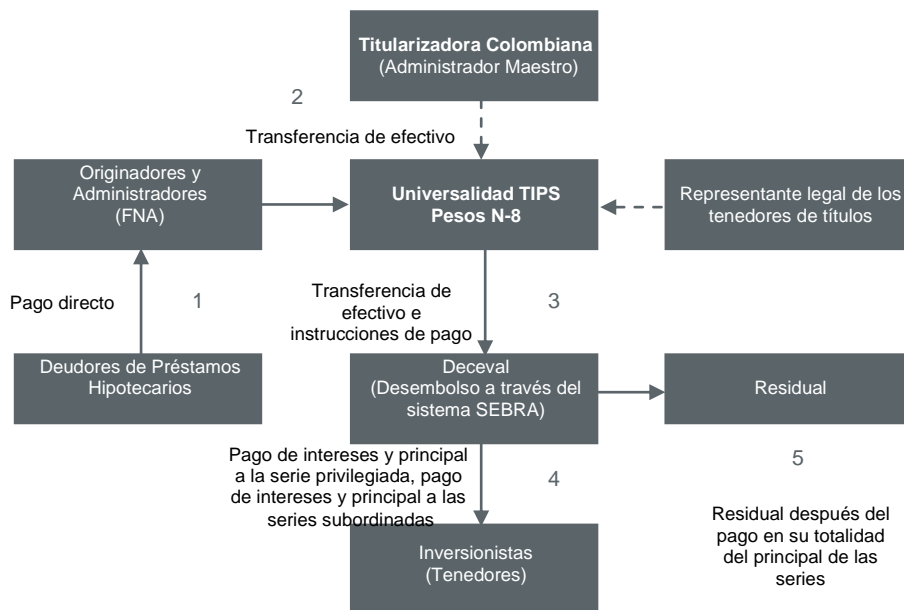 Titularizadora Colombiana
(Administrador Maestro)
2
Transferencia de efectivo
Originadores y
Administradores
(FNA)
Universalidad TIPS
Pesos N-8
Representante legal de los
tenedores de títulos
Pago directo
1
Transferencia de
efectivo e
instrucciones de pago
3
Deudores de Préstamos
Hipotecarios
Deceval
(Desembolso a través del
sistema SEBRA)
Residual
Pago de intereses y principal
a la serie privilegiada, pago
de intereses y principal a las
series subordinadas
4
5
Residual después del
pago en su totalidad
del principal de las
series
Inversionistas
(Tenedores)